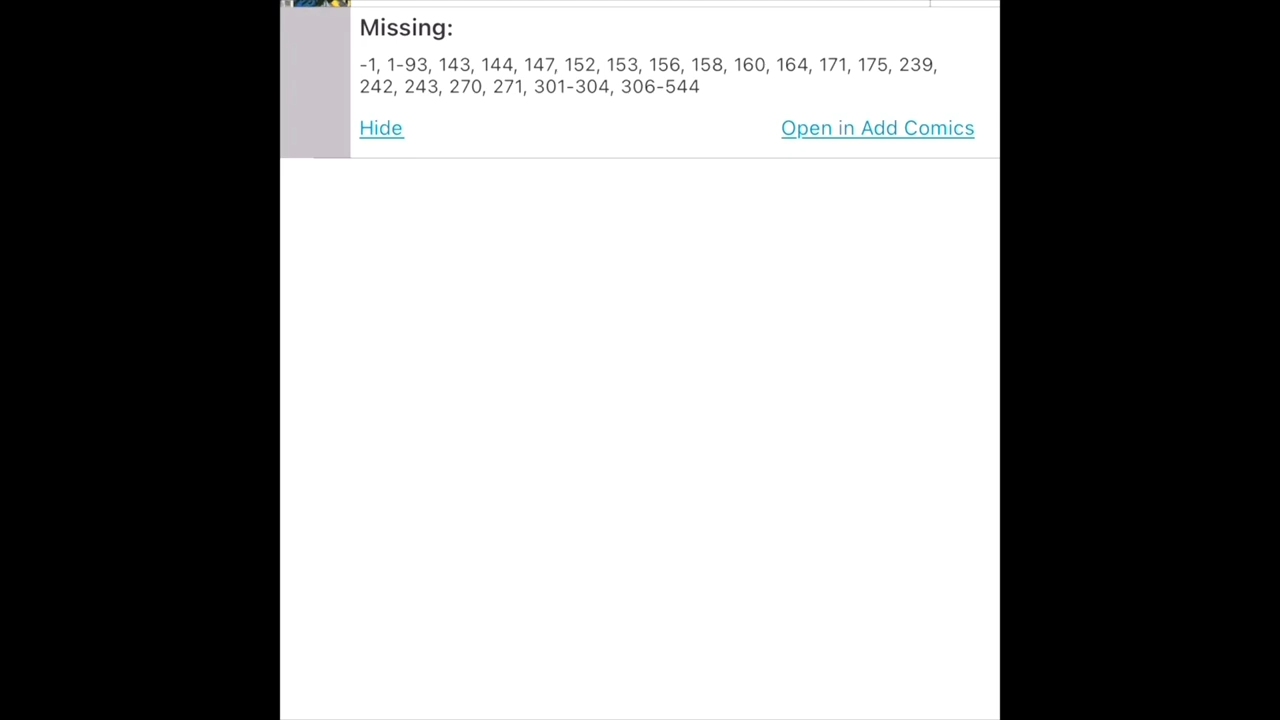 Missing:
-1, 1-93, 143, 144, 147, 152, 153, 156, 158, 160, 164, 171, 175, 239,
242, 243, 270, 271, 301-304, 306-544
Hide
Open in Add Comics